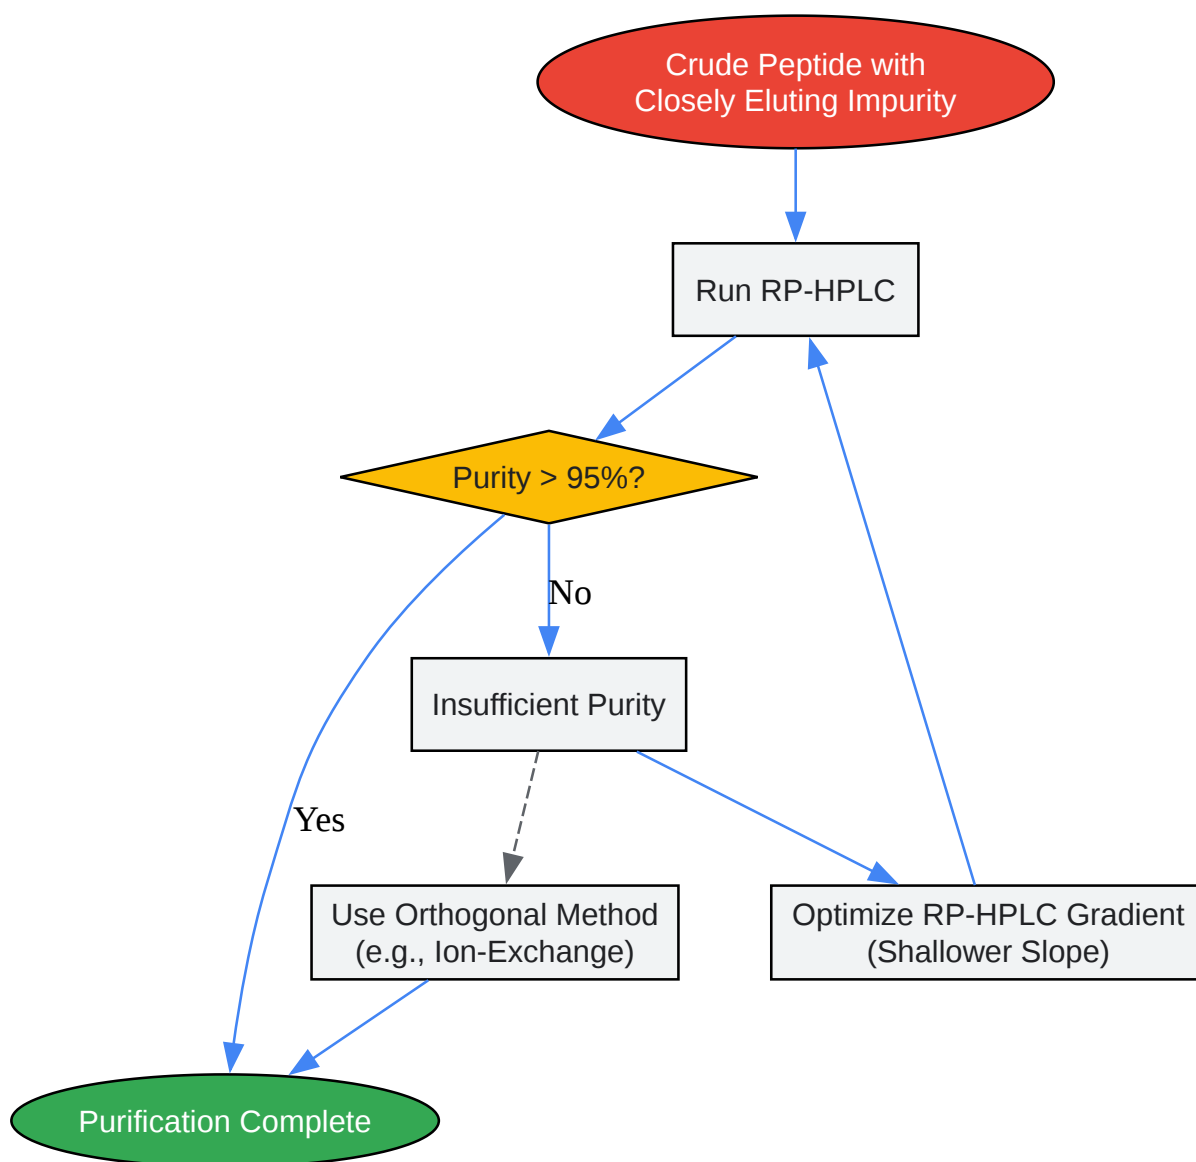 Crude Peptide with
Closely Eluting Impurity
Run RP-HPLC
Purity > 95%?
No
Insufficient Purity
Yes
Use Orthogonal Method
(e.g., Ion-Exchange)
Optimize RP-HPLC Gradient
(Shallower Slope)
Purification Complete